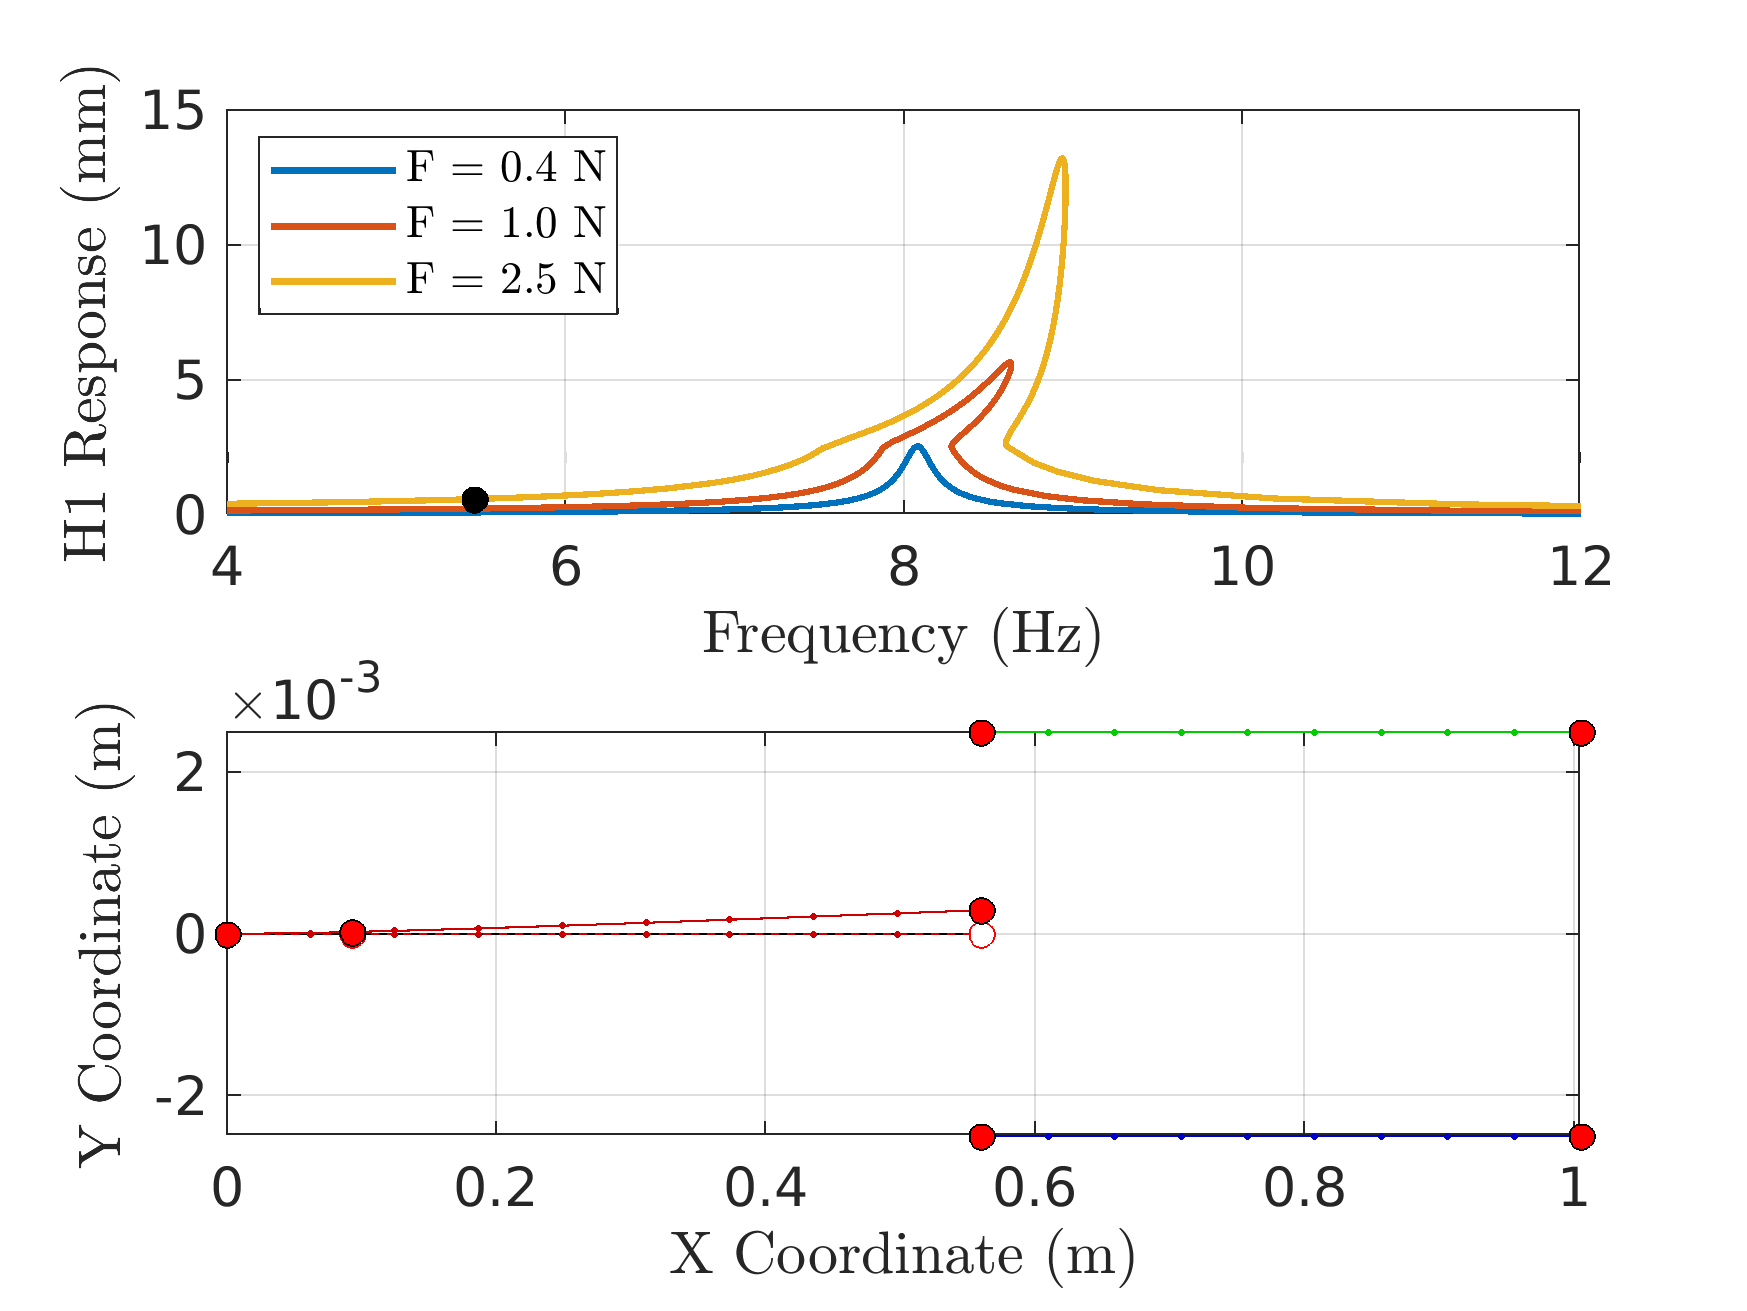 H1 Response (mm)
15
10
5
0
F = 0.4 N
F = 1.0 N
F = 2.5 N
4 6 8 10 12
Frequency (Hz)
×10-3
Y Coordinate (m)
2
0
-2
0 0.2 0.4 0.6 0.8 1
X Coordinate (m)